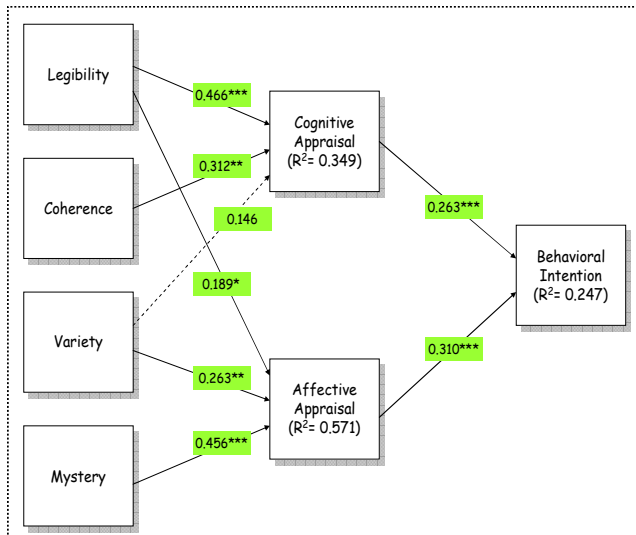 Legibility
0.466***
Cognitive
Appraisal
(R²= 0.349)
Coherence
0.312**
0.146
0.263***
Behavioral
Intention
(R²= 0.247)
0.189*
Variety
0.263**
0.310***
Affective
Appraisal
(R²= 0.571)
Mystery
0.456***